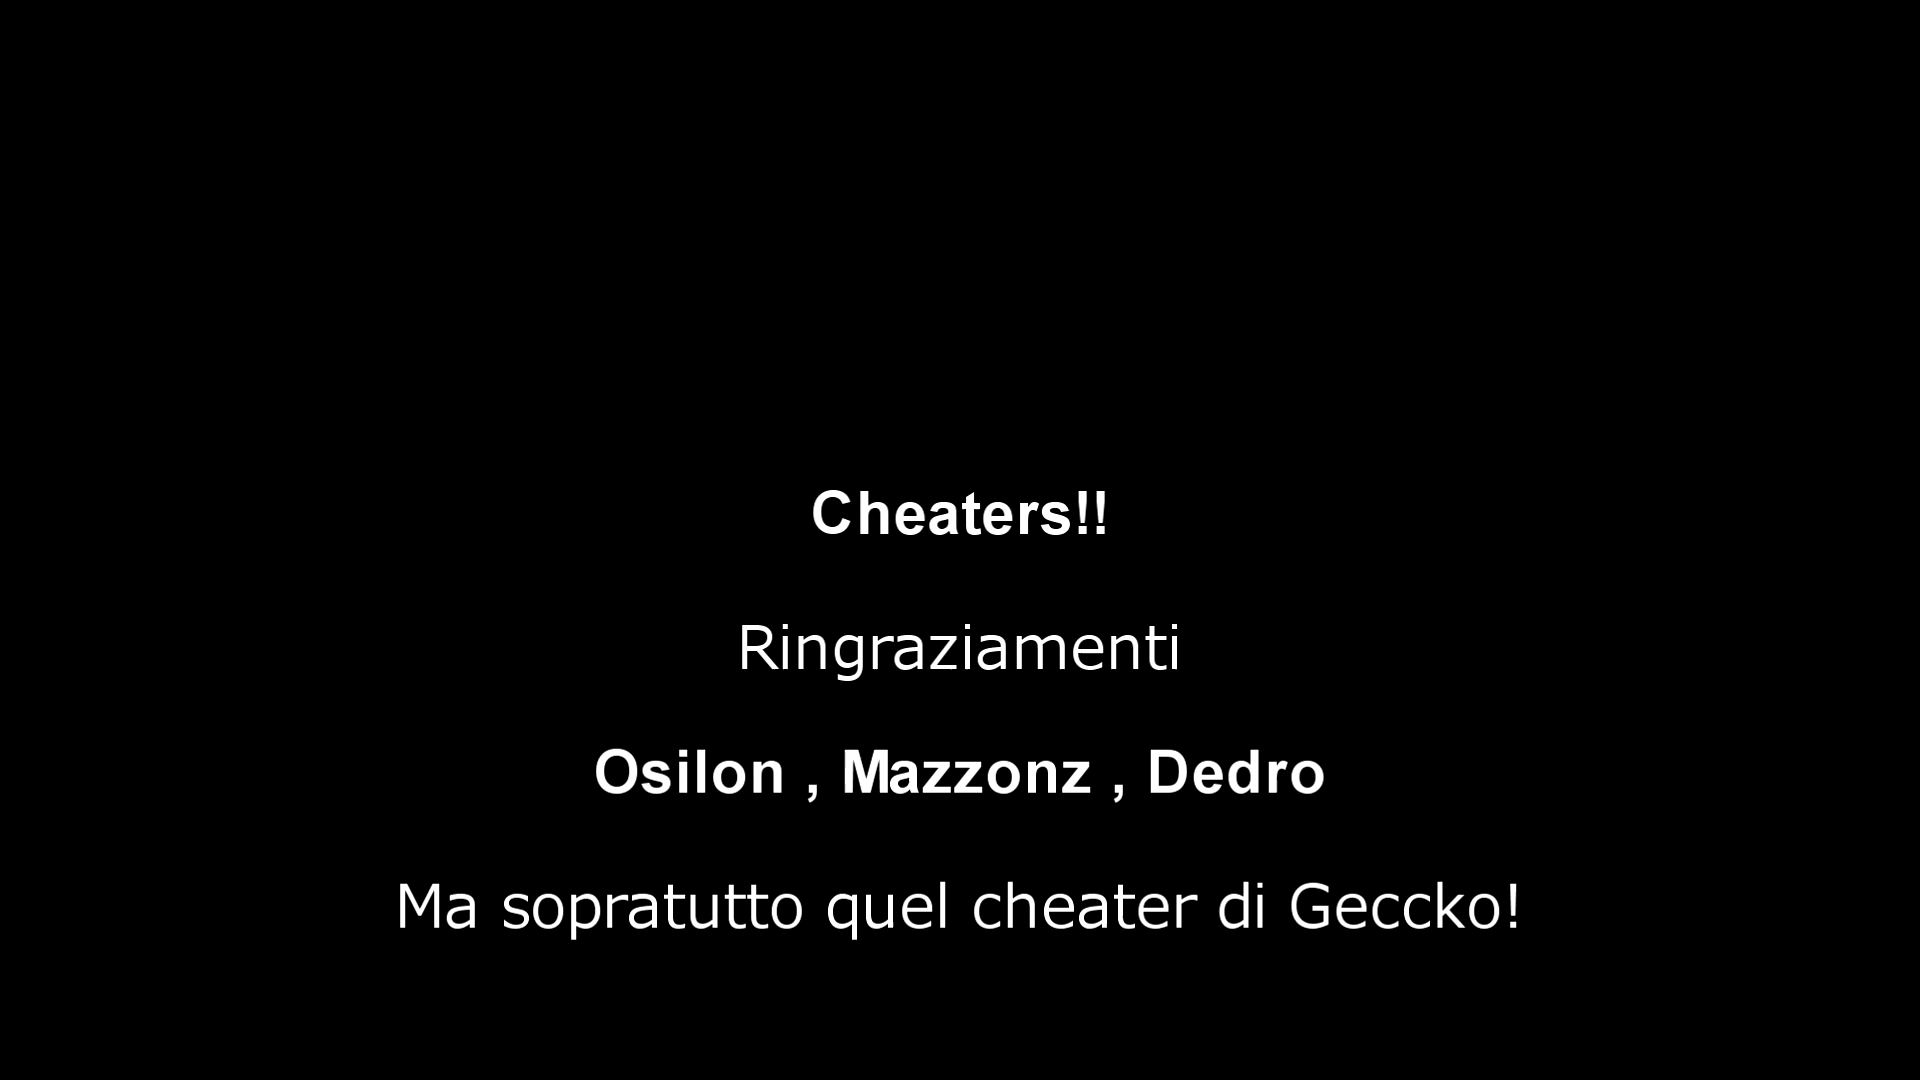 Cheaters!!
Ringraziamenti
Osilon , Mazzonz , Dedro
Ma sopratutto quel cheater di Geccko!